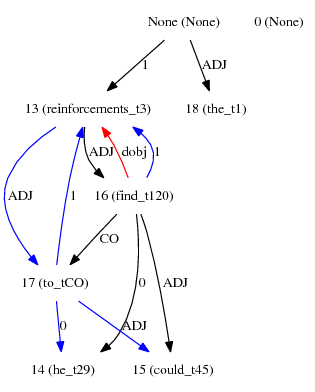 None (None) 0 (None)
1 ADJ
13 (reinforcements_t3) 18 (the_t1)
ADJ dobj 1
ADJ 1 16 (find_t120)
CO 0 ADJ
17 (to_tCO)
0 ADJ
14 (he_t29) 15 (could_t45)